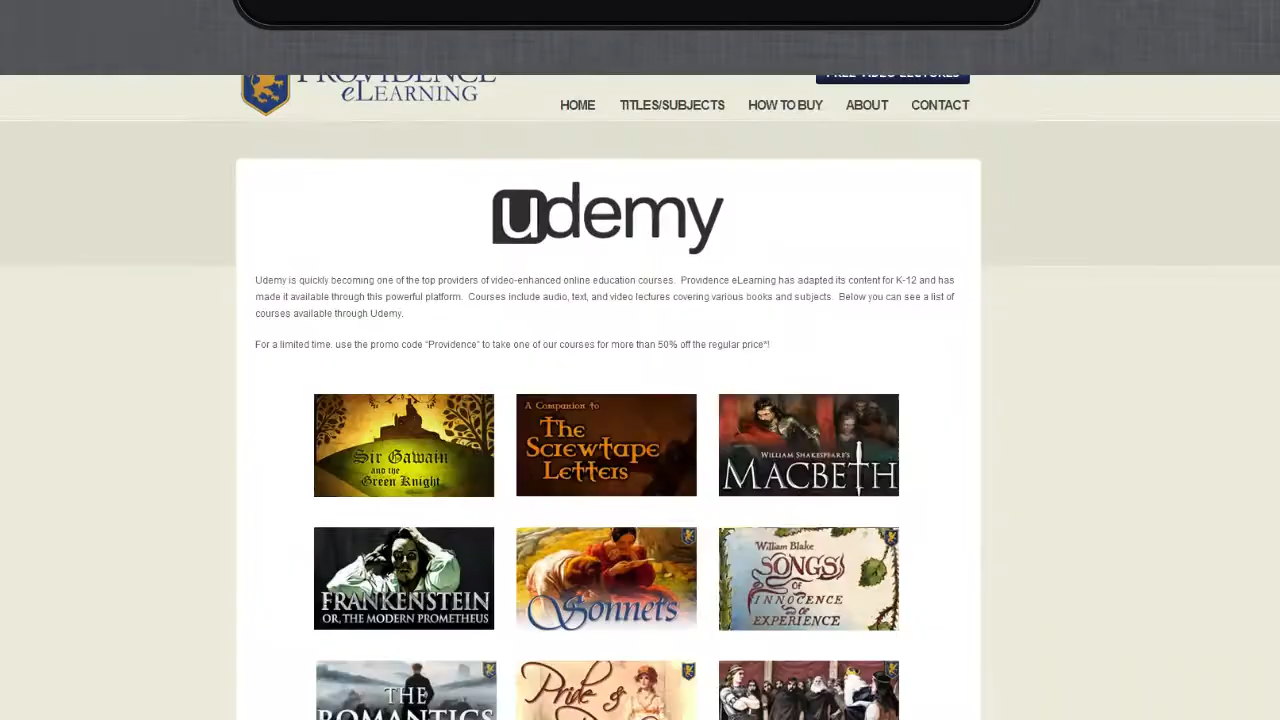 PROVIDENCE
eLEARNING
FREE VIDEO LECTURES
HOME TITLES/SUBJECTS HOW TO BUY ABOUT CONTACT
udemy
Udemy is quickly becoming one of the top providers of video-enhanced online education courses. Providence eLearning has adapted its content for K-12 and has
made it available through this powerful platform. Courses include audio, text, and video lectures covering various books and subjects. Below you can see a list of
courses available through Udemy.
For a limited time, use the promo code "Providence" to take one of our courses for more than 50% off the regular price*!
Sir Gawain
and the
Green Knight
A Companion to
The
Screwtape
Letters
WILLIAM SHAKESPEARE'S
MACBETH
FRANKENSTEIN
OR, THE MODERN PROMETHEUS
Sonnets
William Blake
SONGS
OF
INNOCENCE
and OF
EXPERIENCE
THE
ROMANTICS
Pride &